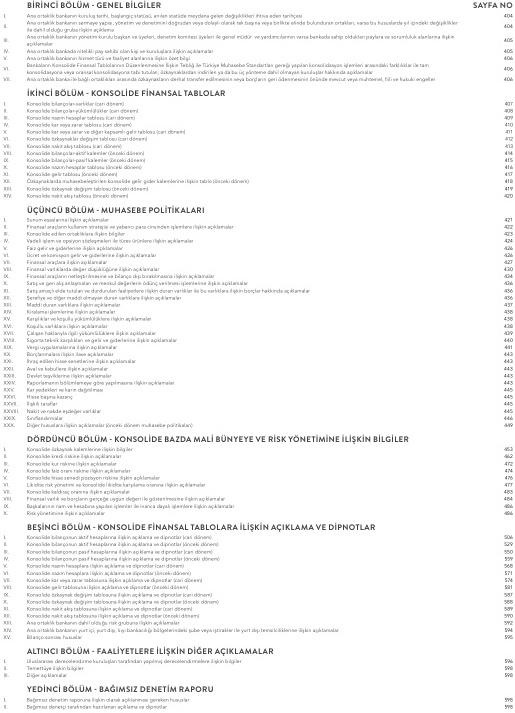 BİRİNCİ BÖLÜM - GENEL BİLGİLER SAYFA NO
I. Ana ortaklık bankanın kuruluş tarihi, başlangıç statüsü, anılan statüde meydana gelen değişiklikleri ihtiva eden tarihçesi 404
II. Ana ortaklık bankanın sermaye yapısı, yönetim ve denetimini doğrudan veya dolaylı olarak tek başına veya birlikte elinde bulunduran ortakları, varsa bu hususlarda yıl içindeki değişiklikler
ile dahil olduğu gruba ilişkin açıklama 404
III. Ana ortaklık bankanın yönetim kurulu başkan ve üyeleri, denetim komitesi üyeleri ile genel müdür ve yardımcılarının varsa bankada sahip oldukları paylara ve sorumluluk alanlarına ilişkin
açıklamalar 405
IV. Ana ortaklık bankada nitelikli pay sahibi olan kişi ve kuruluşlara ilişkin açıklamalar 405
V. Ana ortaklık bankanın hizmet türü ve faaliyet alanlarına ilişkin özet bilgi 406
VI. Bankaların Konsolide Finansal Tablolarının Düzenlenmesine İlişkin Tebliğ ile Türkiye Muhasebe Standartları gereği yapılan konsolidasyon işlemleri arasındaki farklılıklar ile tam
konsolidasyona veya oransal konsolidasyona tabi tutulan, özkaynaklardan indirilen ya da bu üç yönteme dahil olmayan kuruluşlar hakkında açıklamalar 406
VII. Ana ortaklık banka ile bağlı ortaklıkları arasında özkaynakların derhal transfer edilmesinin veya borçların geri ödenmesinin önünde mevcut veya muhtemel, fiili ve hukuki engeller 406
İKİNCİ BÖLÜM - KONSOLİDE FİNANSAL TABLOLAR
I. Konsolide bilançolar-varlıklar (cari dönem) 407
II. Konsolide bilançolar-yükümlülükler (cari dönem) 408
III. Konsolide nazım hesaplar tablosu (cari dönem) 409
IV. Konsolide kar veya zarar tablosu (cari dönem) 410
V. Konsolide kar veya zarar ve diğer kapsamlı gelir tablosu (cari dönem) 411
VI. Konsolide özkaynaklar değişim tablosu (cari dönem) 412
VII. Konsolide nakit akış tablosu (cari dönem) 413
VIII. Konsolide bilançolar-aktif kalemler (önceki dönem) 414
IX. Konsolide bilançolar-pasif kalemler (önceki dönem) 415
X. Konsolide nazım hesaplar tablosu (önceki dönem) 416
XI. Konsolide gelir tablosu (önceki dönem) 417
XII. Özkaynaklarda muhasebeleştirilen konsolide gelir gider kalemlerine ilişkin tablo (önceki dönem) 418
XIII. Konsolide özkaynak değişim tablosu (önceki dönem) 419
XIV. Konsolide nakit akış tablosu (önceki dönem) 420
ÜÇÜNCÜ BÖLÜM - MUHASEBE POLİTİKALARI
I. Sunum esaslarına ilişkin açıklamalar 421
II. Finansal araçların kullanım stratejisi ve yabancı para cinsinden işlemlere ilişkin açıklamalar 422
III. Konsolide edilen ortaklıklara ilişkin bilgiler 423
IV. Vadeli işlem ve opsiyon sözleşmeleri ile türev ürünlere ilişkin açıklamalar 424
V. Faiz gelir ve giderlerine ilişkin açıklamalar 426
VI. Ücret ve komisyon gelir ve giderlerine ilişkin açıklamalar 426
VII. Finansal araçlara ilişkin açıklamalar 427
VIII. Finansal varlıklarda değer düşüklüğüne ilişkin açıklamalar 430
IX. Finansal araçların netleştirilmesine ve bilanço dışı bırakılmasına ilişkin açıklamalar 434
X. Satış ve geri alış anlaşmaları ve menkul değerlerin ödünç verilmesi işlemlerine ilişkin açıklamalar 436
XI. Satış amaçlı elde tutulan ve durdurulan faaliyetlere ilişkin duran varlıklar ile bu varlıklara ilişkin borçlar hakkında açıklamalar 436
XII. Şerefiye ve diğer maddi olmayan duran varlıklara ilişkin açıklamalar 436
XIII. Maddi duran varlıklara ilişkin açıklamalar 437
XIV. Kiralama işlemlerine ilişkin açıklamalar 438
XV. Karşılıklar ve koşullu yükümlülüklere ilişkin açıklamalar 438
XVI. Koşullu varlıklara ilişkin açıklamalar 438
XVII. Çalışan haklarıyla ilgili yükümlülüklere ilişkin açıklamalar 439
XVIII. Sigorta teknik karşılıkları ve gelir ve giderlerine ilişkin açıklamalar 440
XIX. Vergi uygulamalarına ilişkin açıklamalar 441
XX. Borçlanmalara ilişkin ilave açıklamalar 443
XXI. İhraç edilen hisse senetlerine ilişkin açıklamalar 443
XXII. Aval ve kabullere ilişkin açıklamalar 443
XXIII. Devlet teşviklerine ilişkin açıklamalar 443
XXIV. Raporlamanın bölümlemeye göre yapılmasına ilişkin açıklamalar 443
XXV. Kar yedekleri ve karın dağıtılması 445
XXVI. Hisse başına kazanç 445
XXVII. İlişkili taraflar 445
XXVIII. Nakit ve nakde eşdeğer varlıklar 445
XXIX. Sınıflandırmalar 446
XXX. Diğer hususlara ilişkin açıklamalar (önceki dönem muhasebe politikaları) 449
DÖRDÜNCÜ BÖLÜM - KONSOLİDE BAZDA MALİ BÜNYEYE VE RİSK YÖNETİMİNE İLİŞKİN BİLGİLER
I. Konsolide özkaynak kalemlerine ilişkin bilgiler 453
II. Konsolide kredi riskine ilişkin açıklamalar 462
III. Konsolide kur riskine ilişkin açıklamalar 472
IV. Konsolide faiz oranı riskine ilişkin açıklamalar 474
V. Konsolide hisse senedi pozisyon riskine ilişkin açıklamalar 476
VI. Likidite risk yönetimi ve konsolide likidite karşılama oranına ilişkin açıklamalar 477
VII. Konsolide kaldıraç oranına ilişkin açıklamalar 483
VIII. Finansal varlık ve borçların gerçeğe uygun değeri ile gösterilmesine ilişkin açıklamalar 484
IX. Başkalarının nam ve hesabına yapılan işlemler ile inanca dayalı işlemlere ilişkin açıklamalar 486
X. Risk yönetimine ilişkin açıklamalar 486
BEŞİNCİ BÖLÜM - KONSOLİDE FİNANSAL TABLOLARA İLİŞKİN AÇIKLAMA VE DİPNOTLAR
I. Konsolide bilançonun aktif hesaplarına ilişkin açıklama ve dipnotlar (cari dönem) 506
II. Konsolide bilançonun aktif hesaplarına ilişkin açıklama ve dipnotlar (önceki dönem) 529
III. Konsolide bilançonun pasif hesaplarına ilişkin açıklama ve dipnotlar (cari dönem) 550
IV. Konsolide bilançonun pasif hesaplarına ilişkin açıklama ve dipnotlar (önceki dönem) 559
V. Konsolide nazım hesaplara ilişkin açıklama ve dipnotlar (cari dönem) 568
VI. Konsolide nazım hesaplara ilişkin açıklama ve dipnotlar (önceki dönem) 571
VII. Konsolide kar veya zarar tablosuna ilişkin açıklama ve dipnotlar (cari dönem) 574
VIII. Konsolide gelir tablosuna ilişkin açıklama ve dipnotlar (önceki dönem) 581
IX. Konsolide özkaynak değişim tablosuna ilişkin açıklama ve dipnotlar (cari dönem) 587
X. Konsolide özkaynak değişim tablosuna ilişkin açıklama ve dipnotlar (önceki dönem) 588
XI. Konsolide nakit akış tablosuna ilişkin açıklama ve dipnotlar (cari dönem) 589
XII. Konsolide nakit akış tablosuna ilişkin açıklama ve dipnotlar (önceki dönem) 590
XIII. Ana ortaklık bankanın dahil olduğu risk grubuna ilişkin açıklamalar 592
XIV. Ana ortaklık bankanın yurt içi, yurt dışı, kıyı bankacılığı bölgelerindeki şube veya iştirakler ile yurt dışı temsilciliklerine ilişkin açıklamalar 594
XV. Bilanço sonrası hususlar 595
ALTINCI BÖLÜM - FAALİYETLERE İLİŞKİN DİĞER AÇIKLAMALAR
I. Uluslararası derecelendirme kuruluşları tarafından yapılmış derecelendirmelere ilişkin bilgiler 596
II. Temettüye ilişkin bilgiler 598
III. Diğer açıklamalar 598
YEDİNCİ BÖLÜM - BAĞIMSIZ DENETİM RAPORU
I. Bağımsız denetim raporuna ilişkin olarak açıklanması gereken hususlar 598
II. Bağımsız denetçi tarafından hazırlanan açıklama ve dipnotlar 598